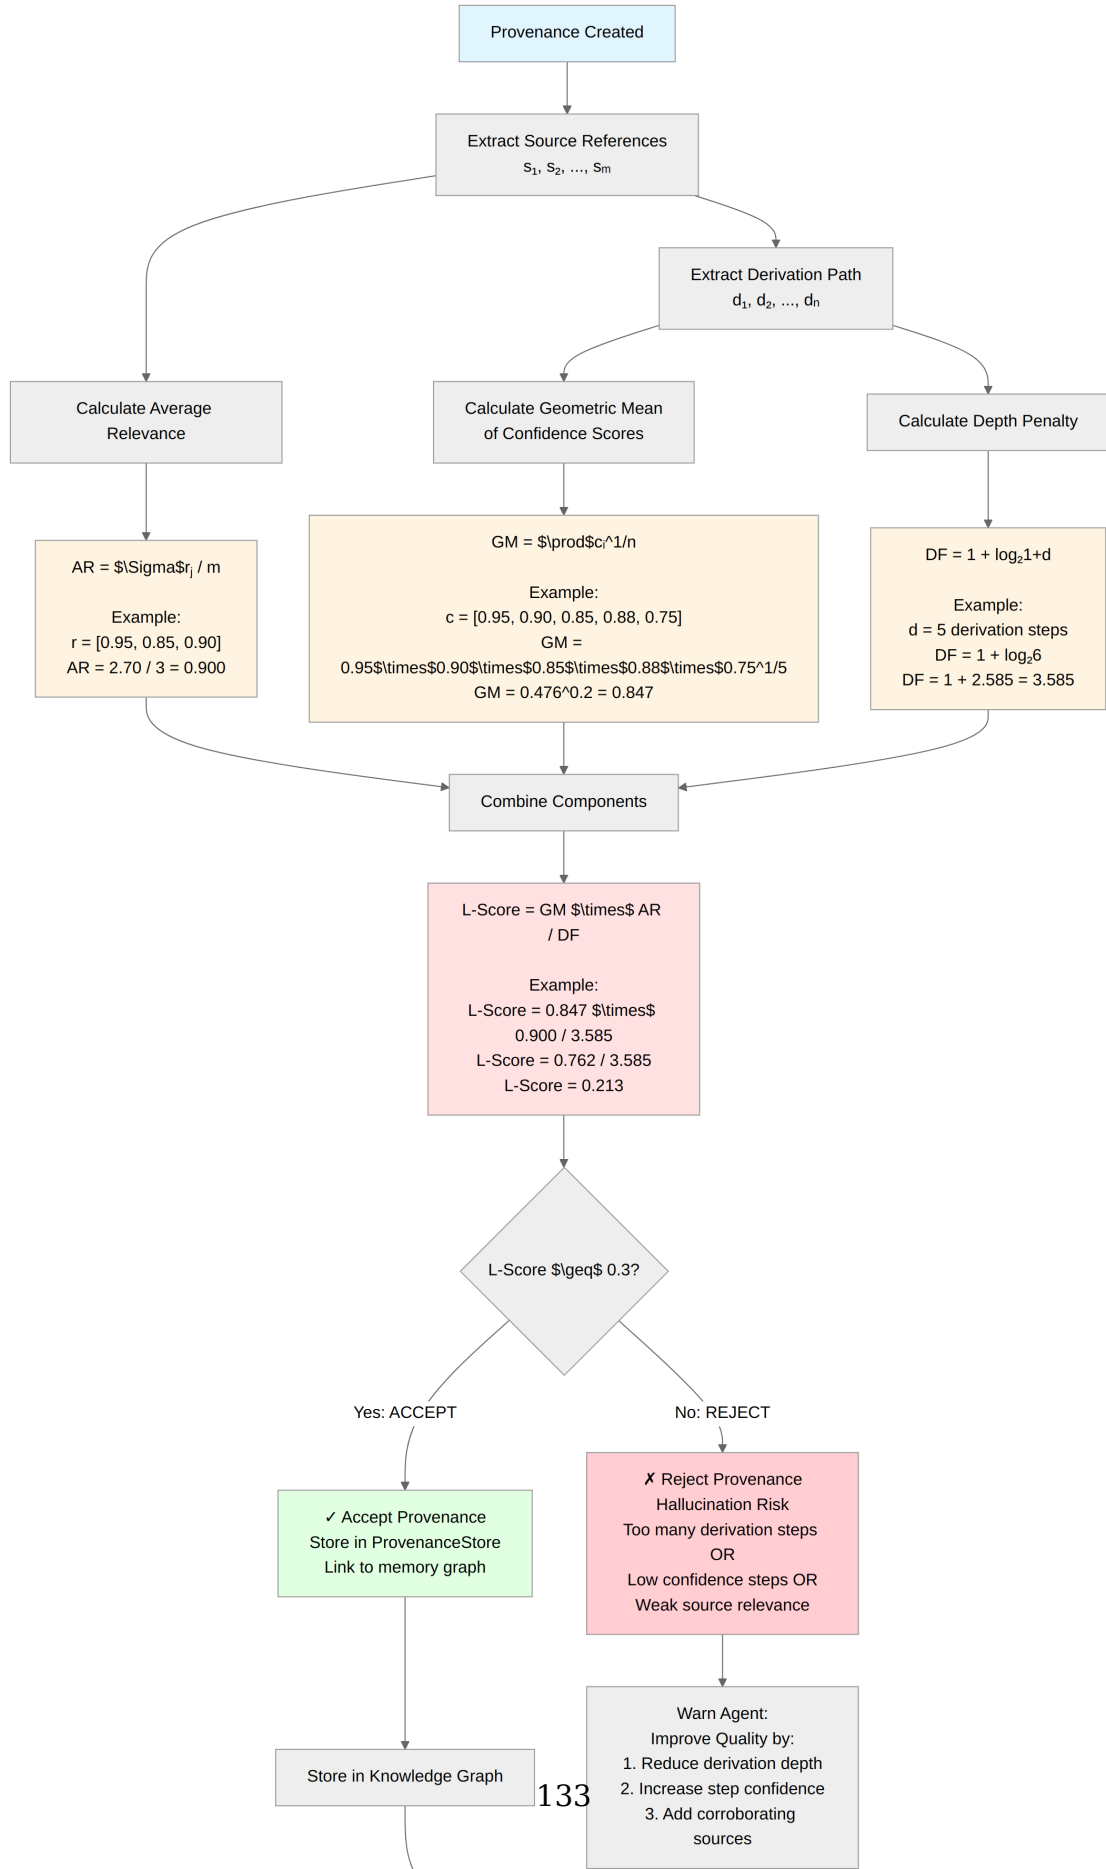 Provenance Created
Extract Source References
s₁, s₂, ..., sₘ
Extract Derivation Path
d₁, d₂, ..., dₙ
Calculate Average
Relevance
Calculate Geometric Mean
of Confidence Scores
Calculate Depth Penalty
AR = $\Sigma$rⱼ / m
Example:
r = [0.95, 0.85, 0.90]
AR = 2.70 / 3 = 0.900
GM = $\prod$cᵢ^1/n
Example:
c = [0.95, 0.90, 0.85, 0.88, 0.75]
GM =
0.95$\times$0.90$\times$0.85$\times$0.88$\times$0.75^1/5
GM = 0.476^0.2 = 0.847
DF = 1 + log₂1+d
Example:
d = 5 derivation steps
DF = 1 + log₂6
DF = 1 + 2.585 = 3.585
Combine Components
L-Score = GM $\times$ AR
/ DF
Example:
L-Score = 0.847 $\times$
0.900 / 3.585
L-Score = 0.762 / 3.585
L-Score = 0.213
L-Score $\geq$ 0.3?
Yes: ACCEPT
No: REJECT
✓ Accept Provenance
Store in ProvenanceStore
Link to memory graph
✗ Reject Provenance
Hallucination Risk
Too many derivation steps
OR
Low confidence steps OR
Weak source relevance
Store in Knowledge Graph
Warn Agent:
Improve Quality by:
1. Reduce derivation depth
2. Increase step confidence
3. Add corroborating
sources
133